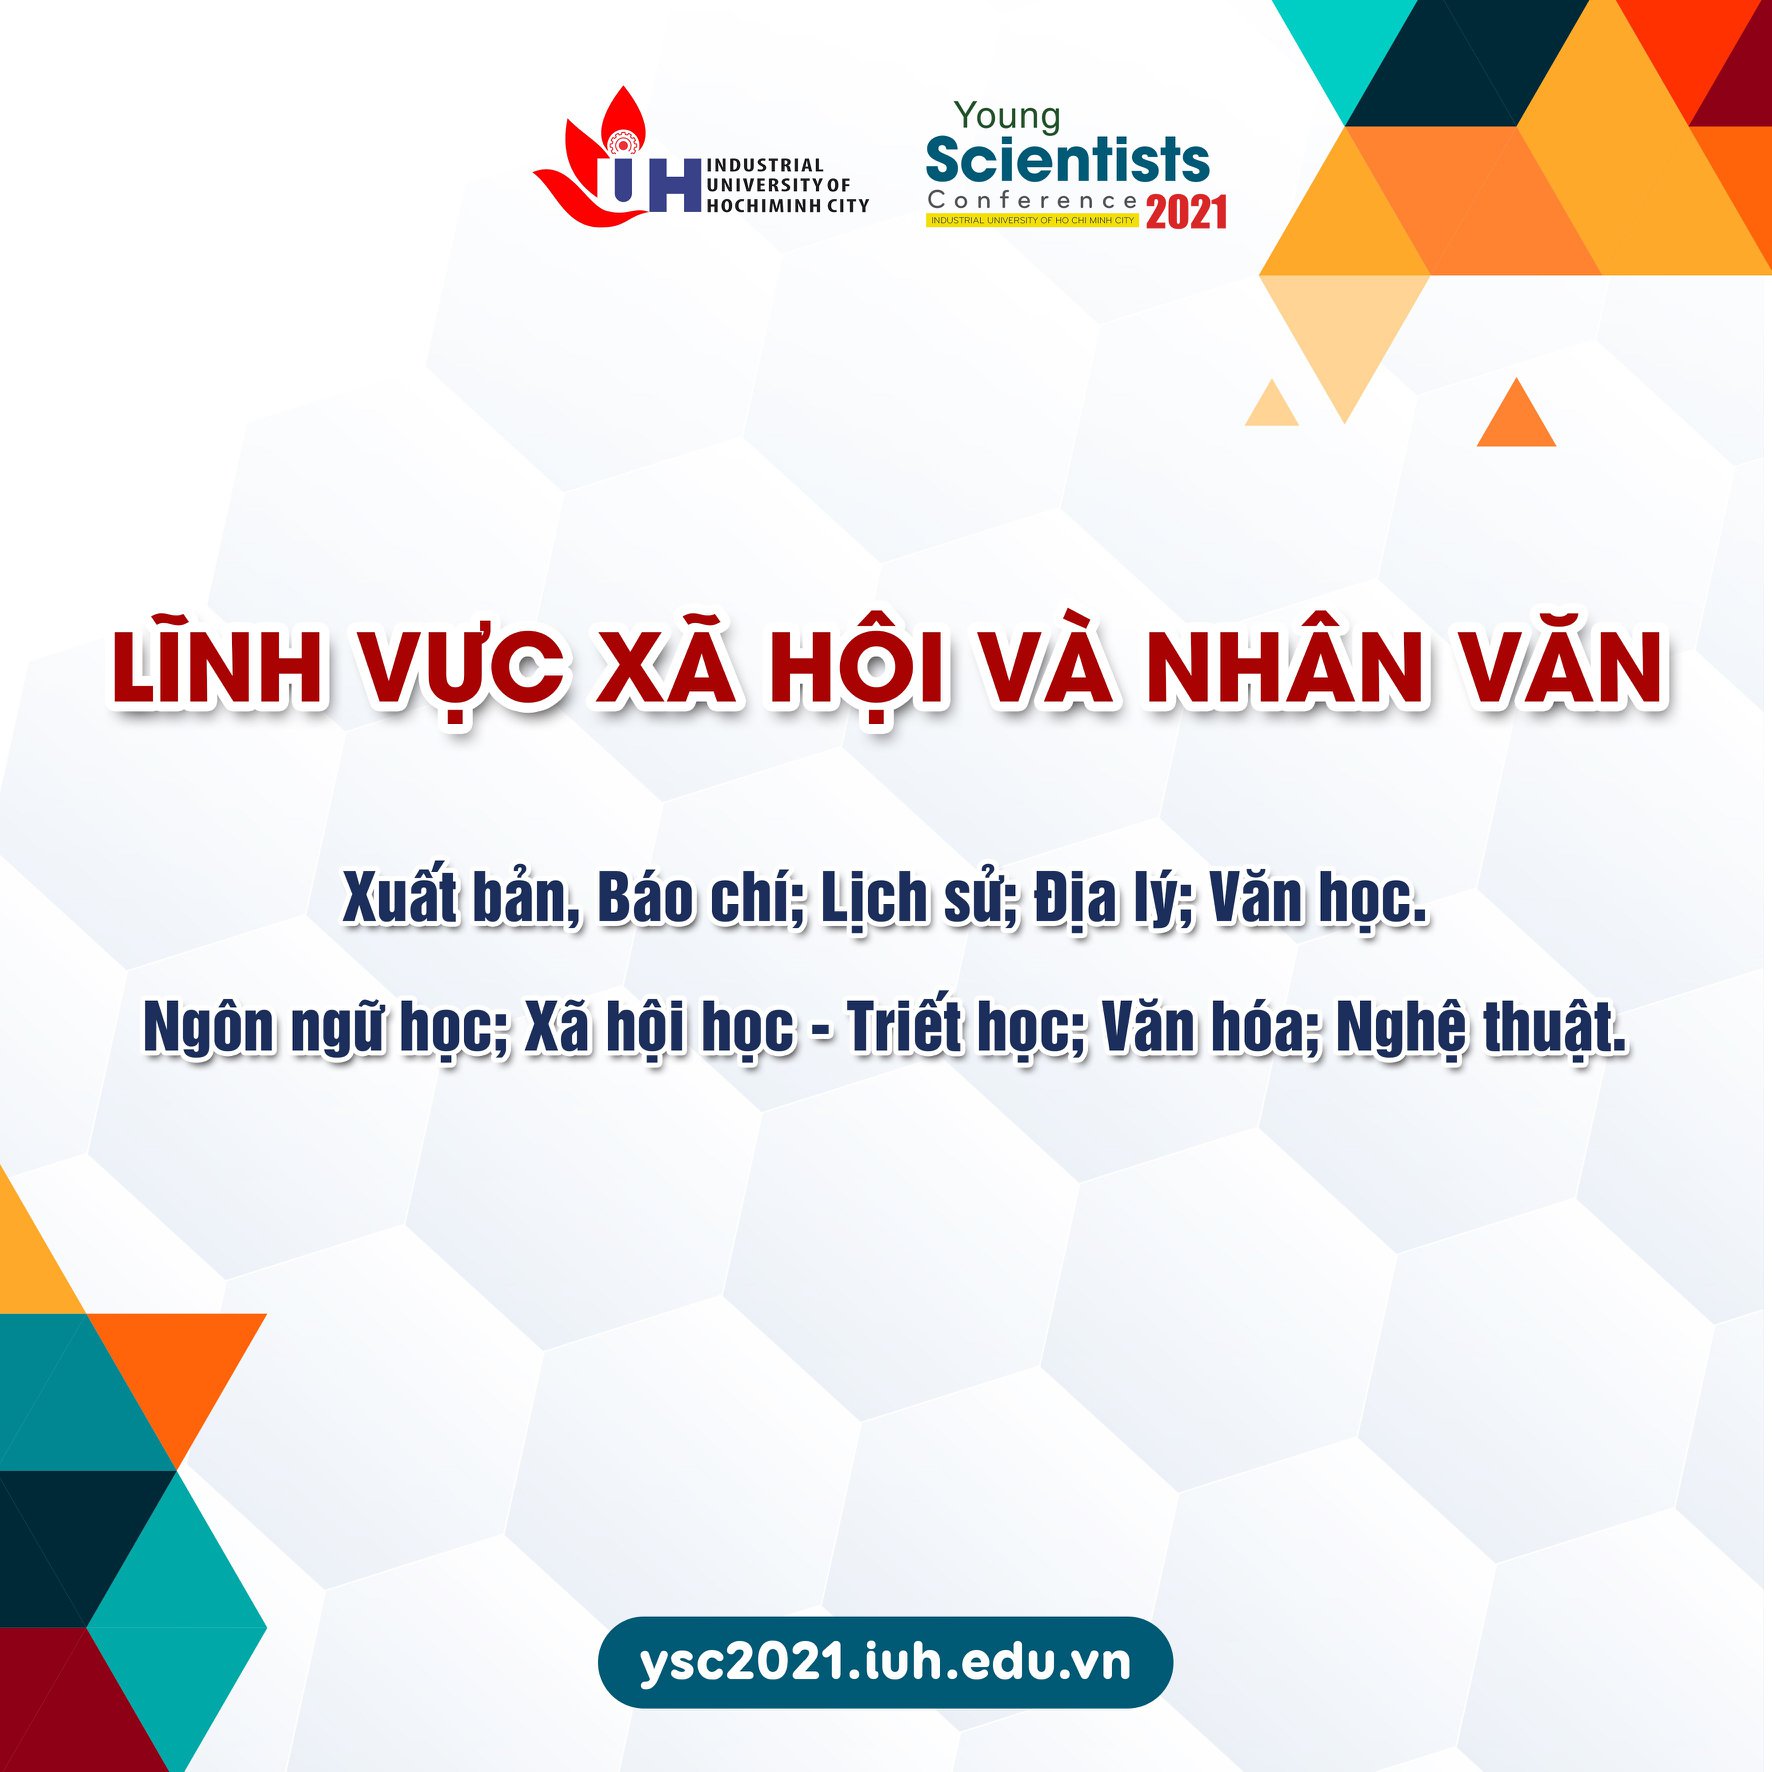 IUH INDUSTRIAL
UNIVERSITY OF
HOCHIMINH CITY
Young
Scientists
Conference 2021
INDUSTRIAL UNIVERSITY OF HO CHI MINH CITY
LĨNH VỰC XÃ HỘI VÀ NHÂN VĂN
Xuất bản, Báo chí; Lịch sử; Địa lý; Văn học.
Ngôn ngữ học; Xã hội học - Triết học; Văn hóa; Nghệ thuật.
ysc2021.iuh.edu.vn